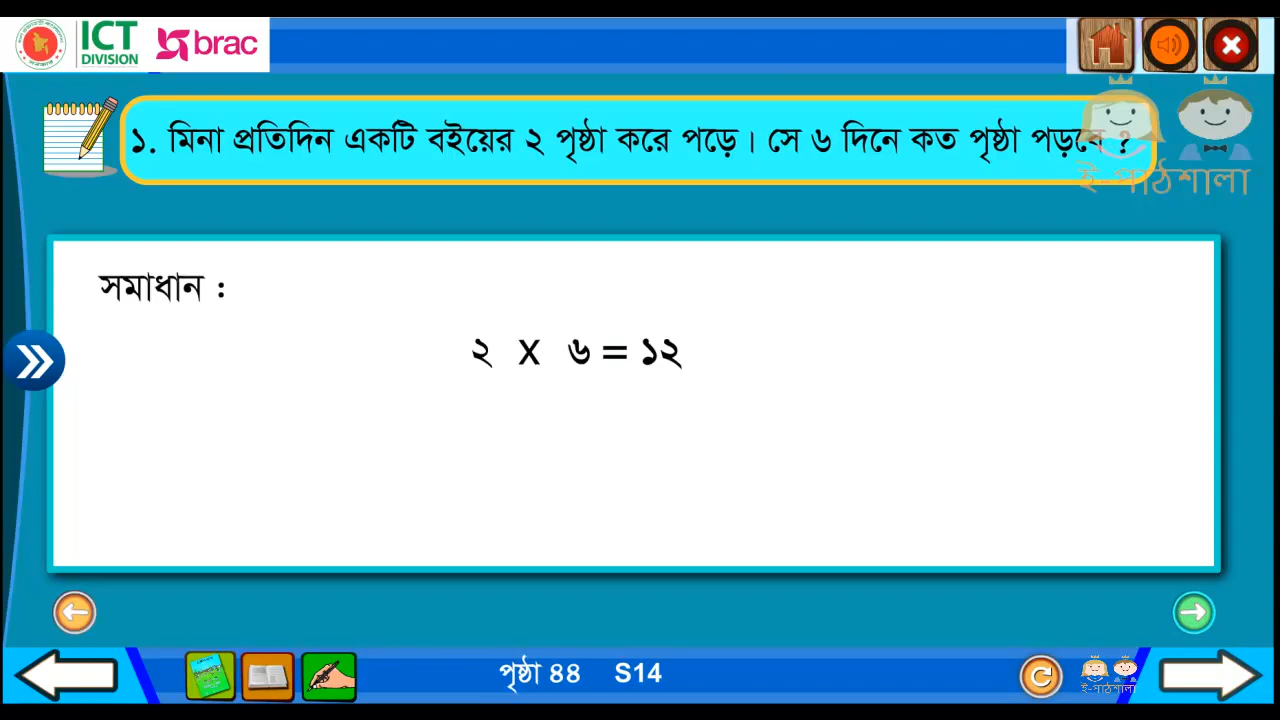 ICT
DIVISION
brac
১. মিনা প্রতিদিন একটি বইয়ের ২ পৃষ্ঠা করে পড়ে। সে ৬ দিনে কত পৃষ্ঠা পড়বে ?
ই-পাঠশালা
সমাধান :
২ x ৬ = ১২
পৃষ্ঠা ৪৪ S14
ই-পাঠশালা